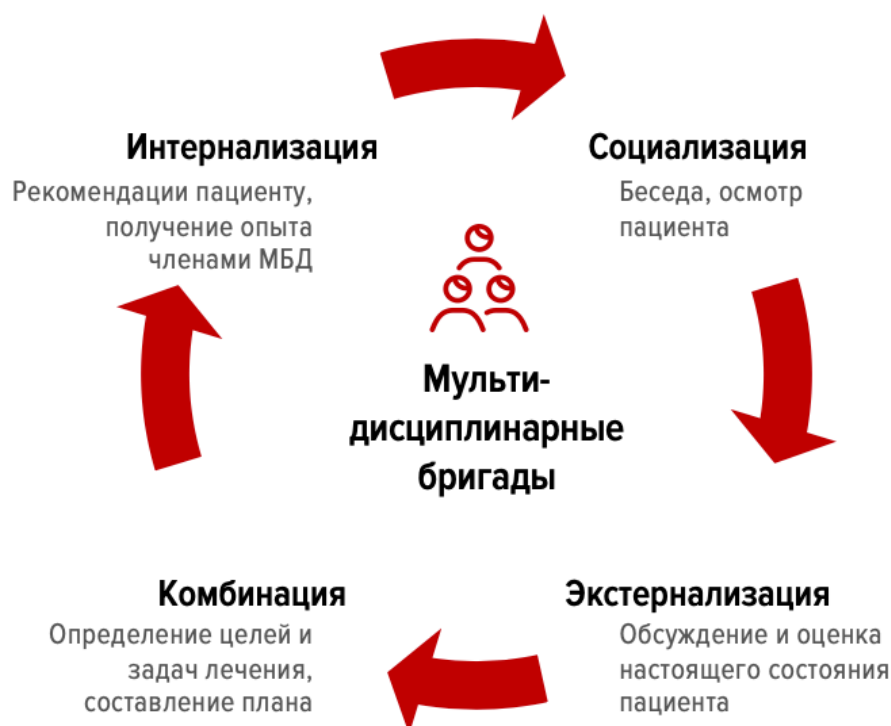 Интернализация
Рекомендации пациенту,
получение опыта
членами МБД
Социализация
Беседа, осмотр
пациента
Мульти-
дисциплинарные
бригады
Комбинация
Определение целей и
задач лечения,
составление плана
Экстернализация
Обсуждение и оценка
настоящего состояния
пациента